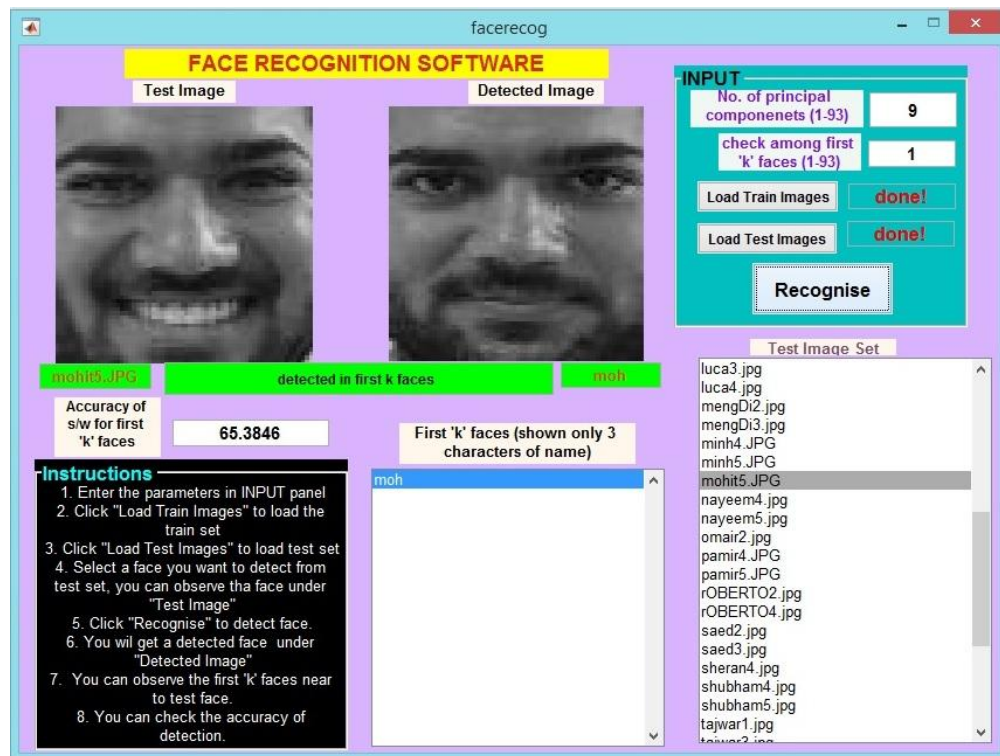 facerecog
FACE RECOGNITION SOFTWARE
Test Image
Detected Image
mohit5.JPG
detected in first k faces
moh
Accuracy of
s/w for first
'k' faces
65.3846
First 'k' faces (shown only 3
characters of name)
moh
Instructions
1. Enter the parameters in INPUT panel
2. Click "Load Train Images" to load the
train set
3. Click "Load Test Images" to load test set
4. Select a face you want to detect from
test set, you can observe tha face under
"Test Image"
5. Click "Recognise" to detect face.
6. You wil get a detected face under
"Detected Image"
7. You can observe the first 'k' faces near
to test face.
8. You can check the accuracy of
detection.
INPUT
No. of principal
componenets (1-93)
9
check among first
'k' faces (1-93)
1
Load Train Images
done!
Load Test Images
done!
Recognise
Test Image Set
luca3.jpg
luca4.jpg
mengDi2.jpg
mengDi3.jpg
minh4.JPG
minh5.JPG
mohit5.JPG
nayeem4.jpg
nayeem5.jpg
omair2.jpg
pamir4.JPG
pamir5.JPG
rOBERTO2.jpg
rOBERTO4.jpg
saed2.jpg
saed3.jpg
sheran4.jpg
shubham4.jpg
shubham5.jpg
tajwar1.jpg
tajwar3.jpg